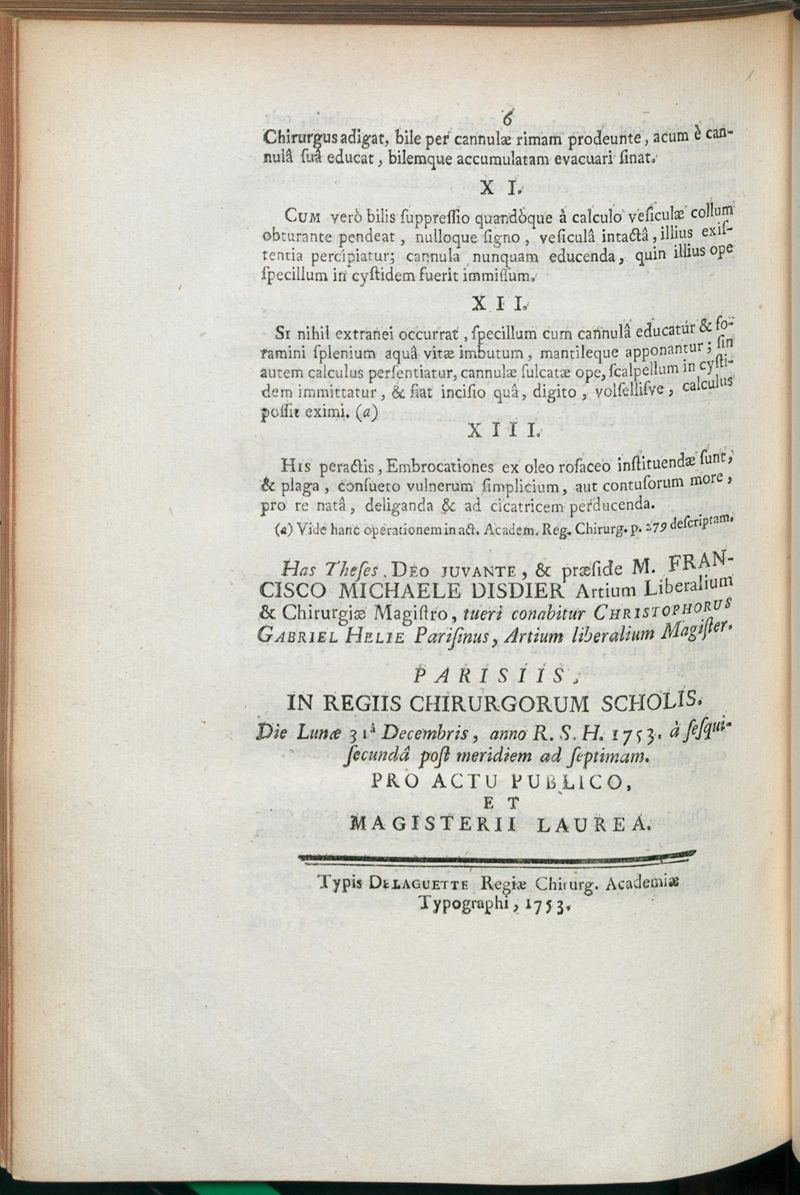 6
Chirurgus adigat, bile per cannulæ rimam prodeunte, acum è can-
nulâ ſuâ educat, bilemque accumulatam evacuari ſinat.
X I.
CUM verò bilis ſuppreſſio quandòque à calculo veſiculæ collum
obturante pendeat, nulloque ſigno, veſiculâ intactâ, illius exiſ-
tentia percipiatur; cannula nunquam educenda, quin illius ope
ſpecillum in cyſtidem fuerit immiſſum.
X I I.
SI nihil extranei occurrat, ſpecillum cum cannulâ educatur & fo-
ramini ſplenium aquâ vitæ imbutum, mantileque apponantur; ſin
autem calculus perſentiatur, cannulæ ſulcatæ ope, ſcalpellum in cyſti-
dem immittatur, & fiat inciſio quâ, digito, volſelliſve, calculus
poſſit eximi. (a)
X I I I.
HIS peractis, Embrocationes ex oleo roſaceo inſtituendæ ſunt,
& plaga, conſueto vulnerum ſimplicium, aut contuſorum more,
pro re natâ, deliganda & ad cicatricem perducenda.
(a) Vide hanc operationem in act. Academ. Reg. Chirurg. p. 279 deſcriptam.
Has Theſes, DEO JUVANTE, & præſide M. FRAN-
CISCO MICHAELE DISDIER Artium Liberalium
& Chirurgiæ Magiſtro, tueri conabitur CHRISTOPHORUS
GABRIEL HELIE Pariſinus, Artium liberalium Magiſter.
PARISIIS,
IN REGIIS CHIRURGORUM SCHOLIS.
Die Lunæ 31â Decembris, anno R. S. H. 1753. à ſeſqui-
ſecundâ poſt meridiem ad ſeptimam.
PRO ACTU PUBLICO,
ET
MAGISTERII LAUREA.
Typis DELAGUETTE Regiæ Chirurg. Academiæ
Typographi, 1753.